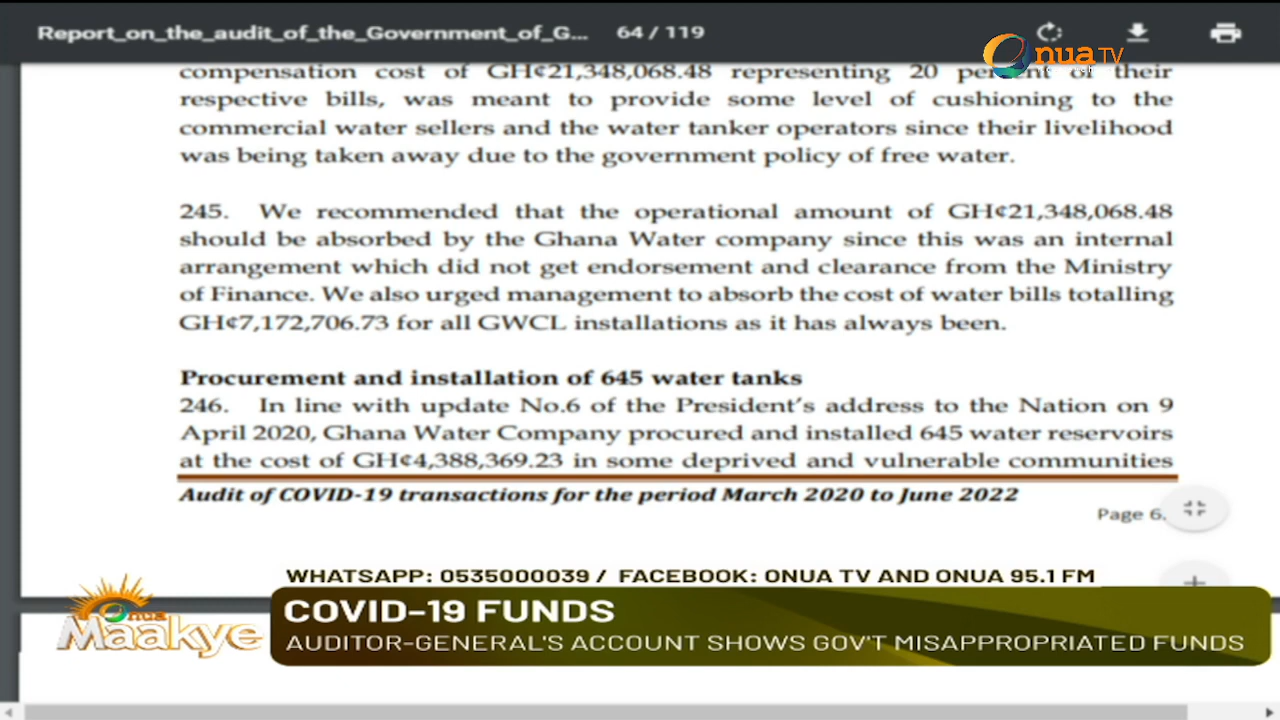 Report_on_the_audit_of_the_Government_of_G... 64 / 119
Onua TV
compensation cost of GH¢21,348,068.48 representing 20 percent of their
respective bills, was meant to provide some level of cushioning to the
commercial water sellers and the water tanker operators since their livelihood
was being taken away due to the government policy of free water.
245. We recommended that the operational amount of GH¢21,348,068.48
should be absorbed by the Ghana Water company since this was an internal
arrangement which did not get endorsement and clearance from the Ministry
of Finance. We also urged management to absorb the cost of water bills totalling
GH¢7,172,706.73 for all GWCL installations as it has always been.
Procurement and installation of 645 water tanks
246. In line with update No.6 of the President's address to the Nation on 9
April 2020, Ghana Water Company procured and installed 645 water reservoirs
at the cost of GH¢4,388,369.23 in some deprived and vulnerable communities
Audit of COVID-19 transactions for the period March 2020 to June 2022
Page 6
WHATSAPP: 0535000039 / FACEBOOK: ONUA TV AND ONUA 95.1 FM
Onua
Maakye
COVID-19 FUNDS
AUDITOR-GENERAL'S ACCOUNT SHOWS GOV'T MISAPPROPRIATED FUNDS